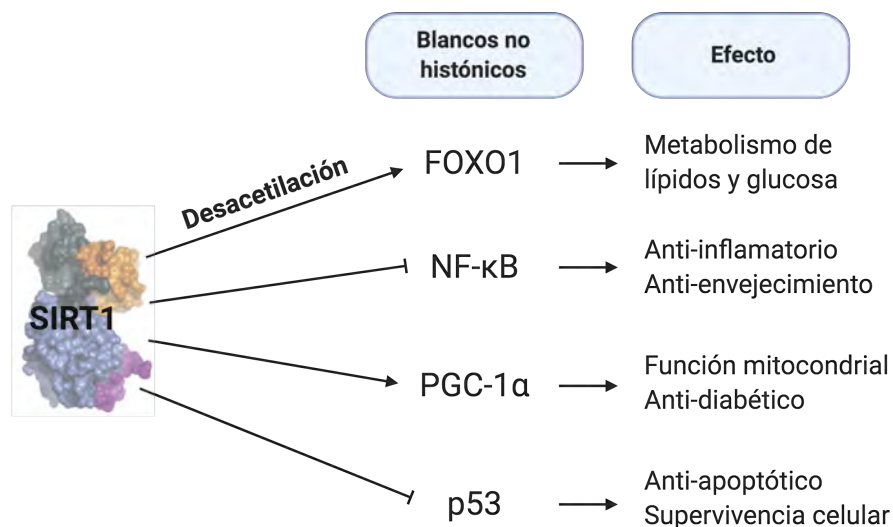 Blancos no
histónicos
Efecto
Desacetilación
FOXO1
Metabolismo de
lípidos y glucosa
SIRT1
NF-κB
Anti-inflamatorio
Anti-envejecimiento
PGC-1α
Función mitocondrial
Anti-diabético
p53
Anti-apoptótico
Supervivencia celular